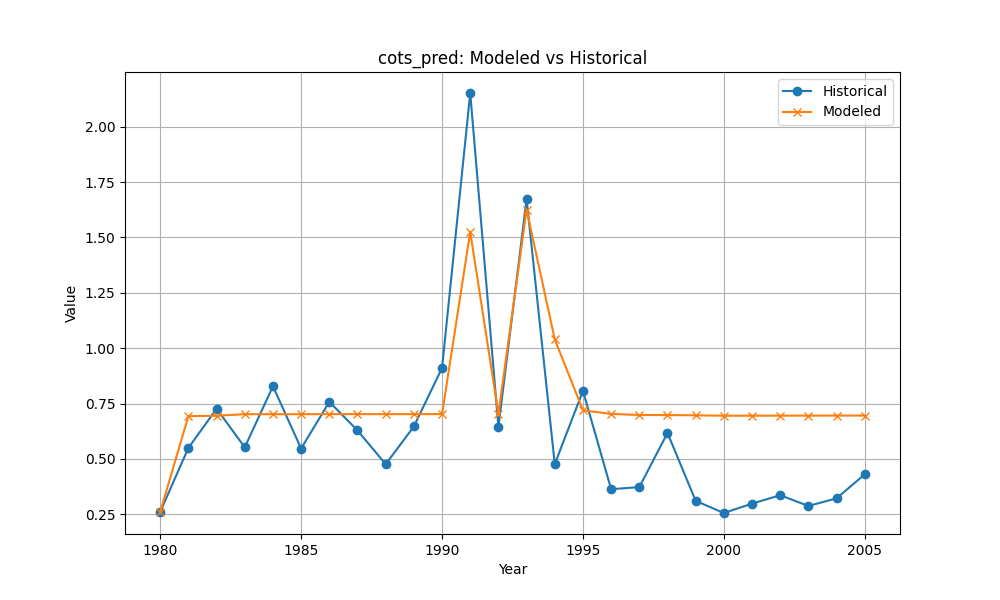 cots_pred: Modeled vs Historical
Historical
Modeled
Value
2.00
1.75
1.50
1.25
1.00
0.75
0.50
0.25
1980 1985 1990 1995 2000 2005
Year